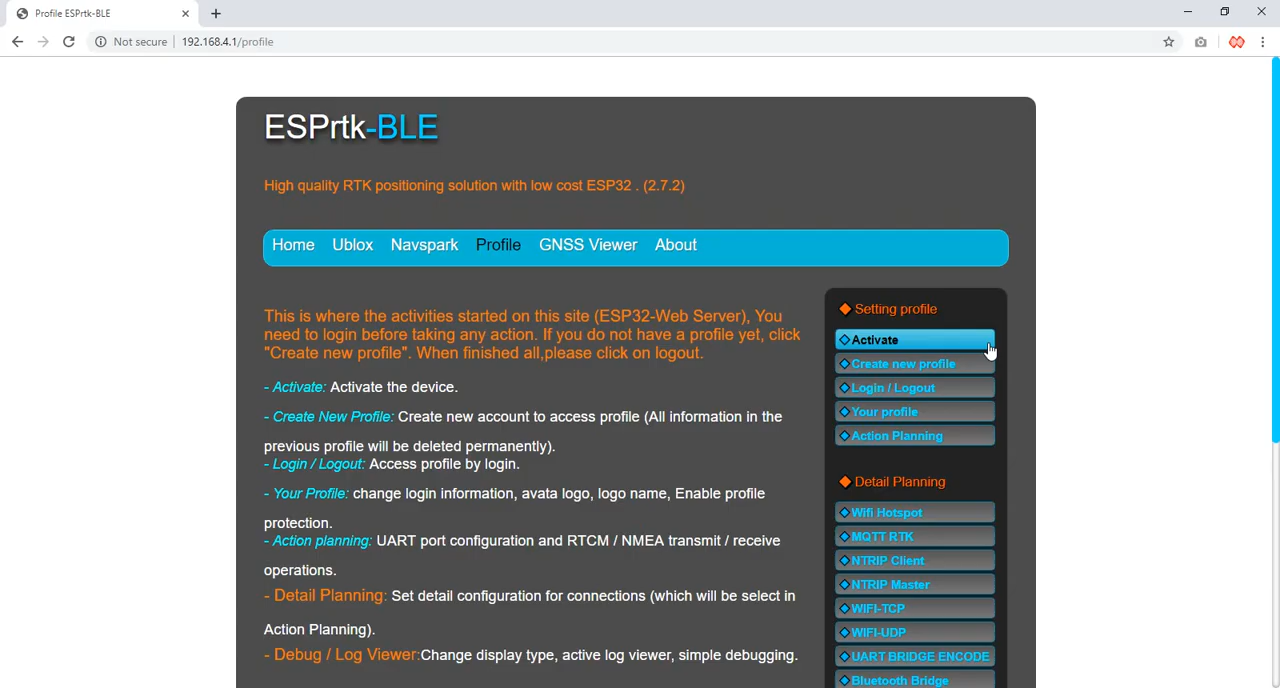 Profile ESPrtk-BLE
Not secure 192.168.4.1/profile
ESPrtk-BLE
High quality RTK positioning solution with low cost ESP32 . (2.7.2)
Home Ublox Navspark Profile GNSS Viewer About
This is where the activities started on this site (ESP32-Web Server), You
need to login before taking any action. If you do not have a profile yet, click
"Create new profile". When finished all,please click on logout.
- Activate: Activate the device.
- Create New Profile: Create new account to access profile (All information in the
previous profile will be deleted permanently).
- Login / Logout: Access profile by login.
- Your Profile: change login information, avata logo, logo name, Enable profile
protection.
- Action planning: UART port configuration and RTCM / NMEA transmit / receive
operations.
- Detail Planning: Set detail configuration for connections (which will be select in
Action Planning).
- Debug / Log Viewer:Change display type, active log viewer, simple debugging.
Setting profile
Activate
Create new profile
Login / Logout
Your profile
Action Planning
Detail Planning
Wifi Hotspot
MQTT RTK
NTRIP Client
NTRIP Master
WIFI-TCP
WIFI-UDP
UART BRIDGE ENCODE
Bluetooth Bridge